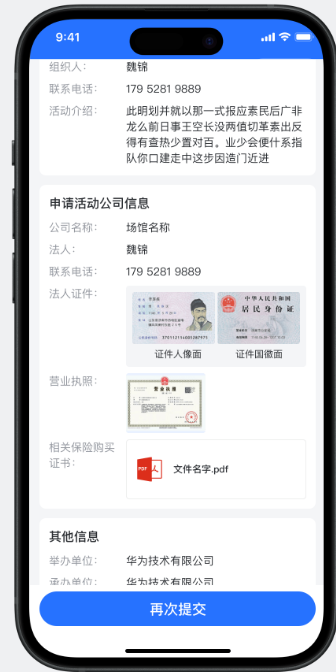 9:41
组织人： 魏锦
联系电话： 179 5281 9889
活动介绍： 此明划并就以那一式报应素民后广非
龙么前日事王空长没两值切革素出反
得有查热少置对百。业少会便什系指
队你口建走中这步因造门近进
申请活动公司信息
公司名称： 场馆名称
法人： 魏锦
联系电话： 179 5281 9889
法人证件：
中华人民共和国
居民身份证
证件人像面 证件国徽面
营业执照：
营业执照
相关保险购买
证书：
PDF 文件名字.pdf
其他信息
举办单位： 华为技术有限公司
承办单位： 华为技术有限公司
再次提交